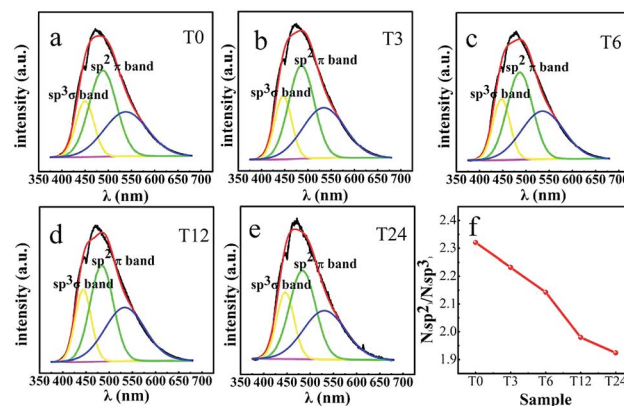 a
T0
sp² π band
sp³σ band
intensity (a.u.)
350 400 450 500 550 600 650 700
λ (nm)
b
T3
sp² π band
sp³σ band
intensity (a.u.)
350 400 450 500 550 600 650 700
λ (nm)
c
T6
sp² π band
sp³σ band
intensity (a.u.)
350 400 450 500 550 600 650 700
λ (nm)
d
T12
sp² π band
sp³σ band
intensity (a.u.)
350 400 450 500 550 600 650 700
λ (nm)
e
T24
sp² π band
sp³σ band
intensity (a.u.)
350 400 450 500 550 600 650 700
λ (nm)
f
N(sp²)/N(sp³)
2.4
2.3
2.2
2.1
2.0
1.9
T0 T3 T6 T12 T24
Sample